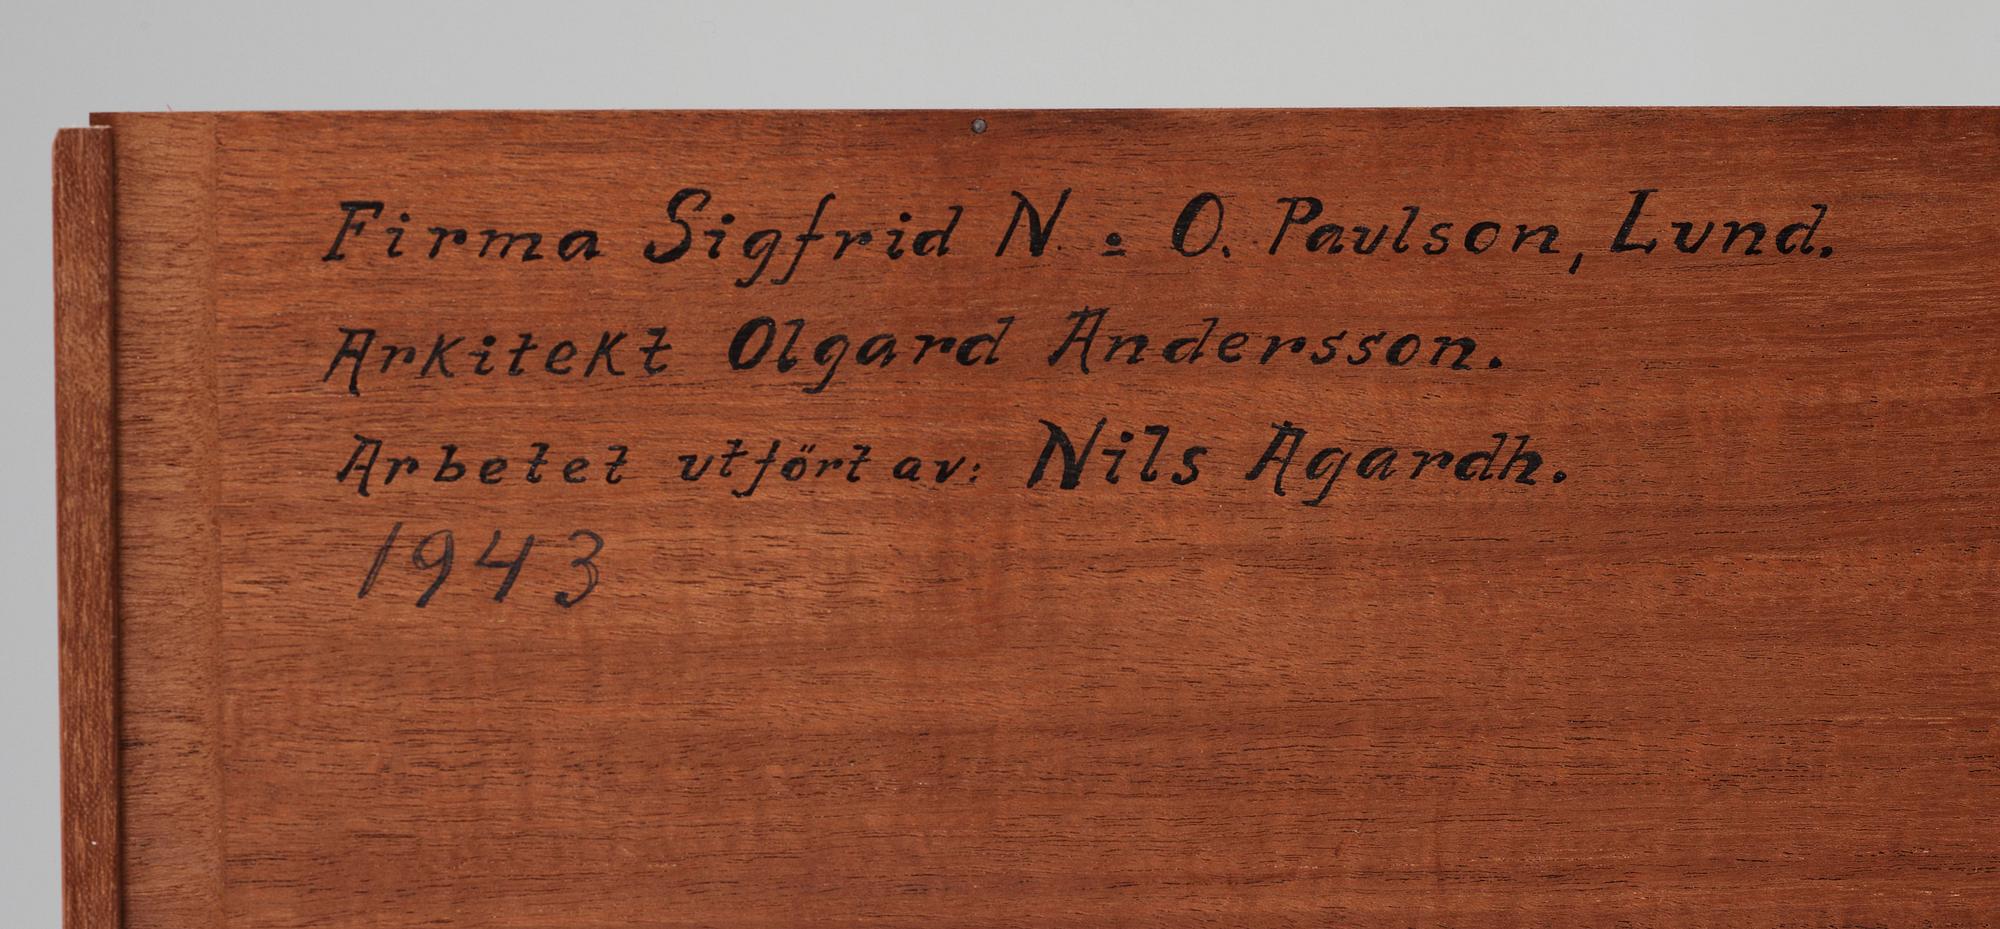 Firma Sigfrid N:o O. Paulson, Lund.
Arkitekt Olgard Andersson.
Arbetet utfört av: Nils Agardh.
1943